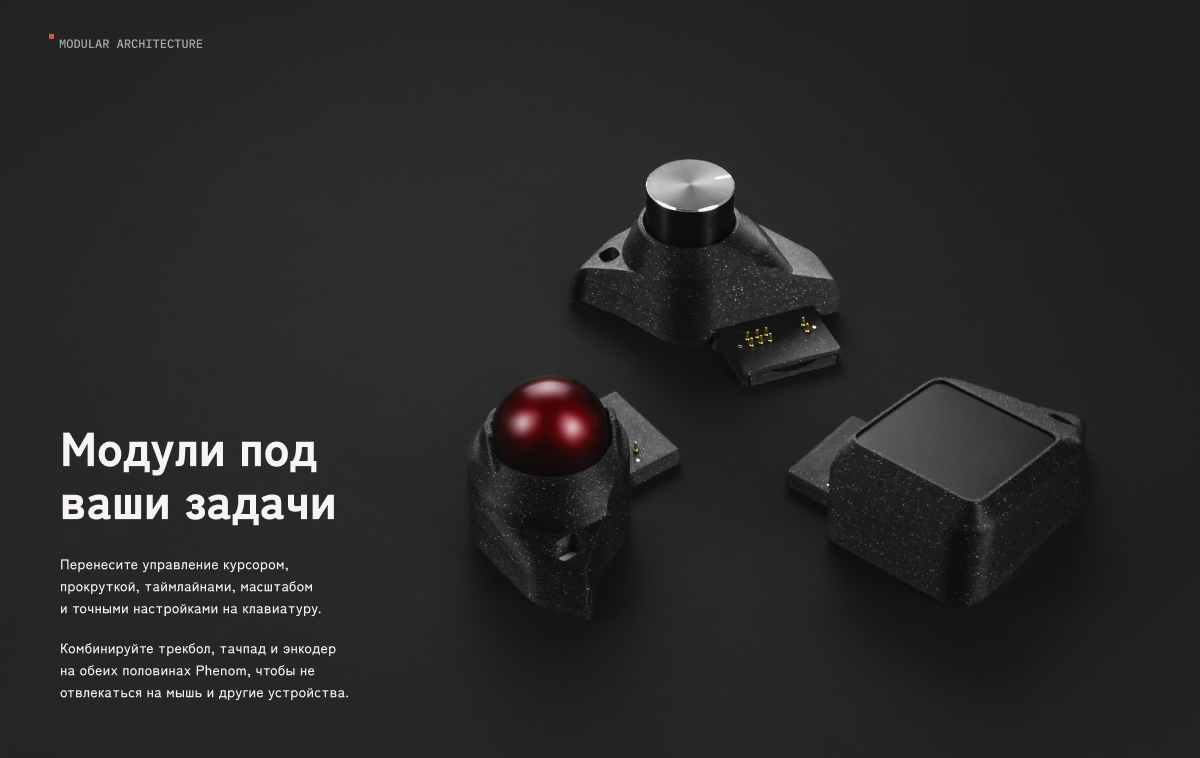 MODULAR ARCHITECTURE
Модули под
ваши задачи
Перенесите управление курсором,
прокруткой, таймлайнами, масштабом
и точными настройками на клавиатуру.
Комбинируйте трекбол, тачпад и энкодер
на обеих половинах Phenom, чтобы не
отвлекаться на мышь и другие устройства.